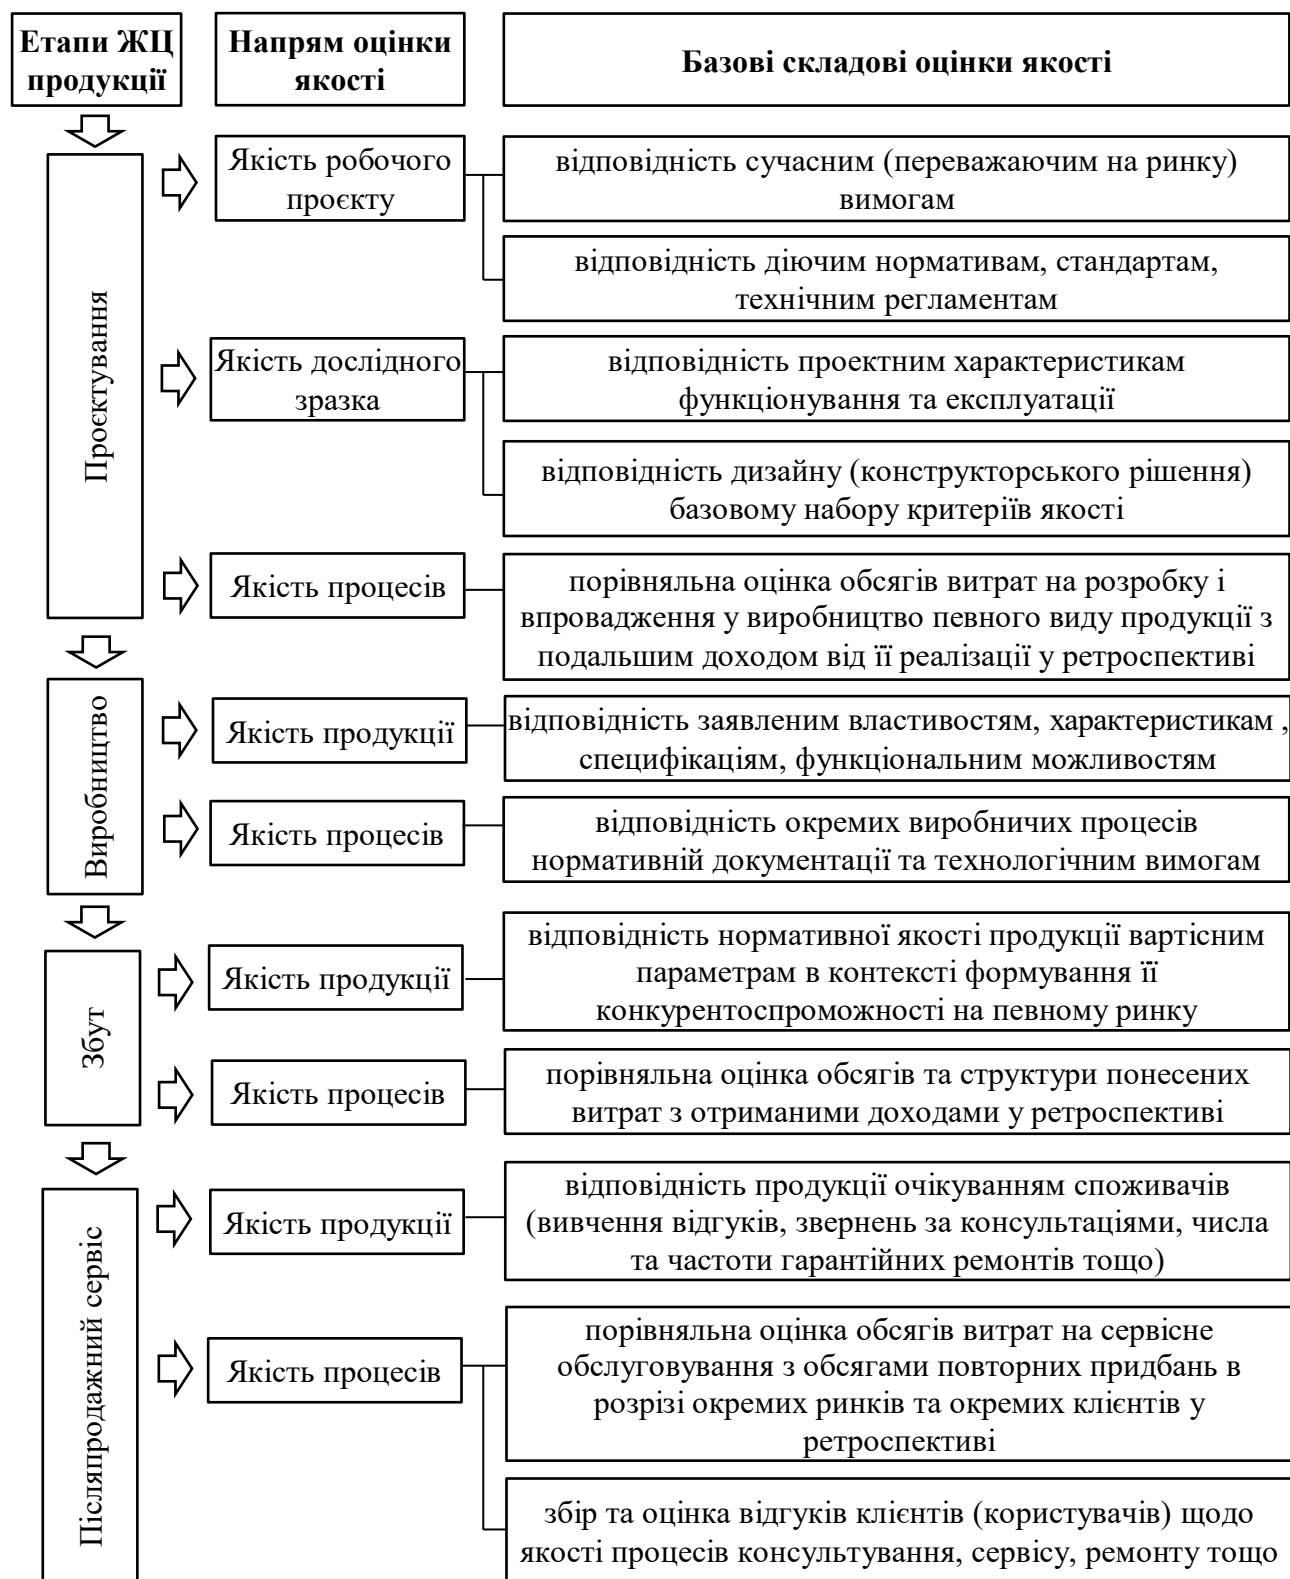 Етапи ЖЦ
продукції
Напрям оцінки
якості
Базові складові оцінки якості
Проєктування
Якість робочого
проєкту
відповідність сучасним (переважаючим на ринку)
вимогам
відповідність діючим нормативам, стандартам,
технічним регламентам
Якість дослідного
зразка
відповідність проектним характеристикам
функціонування та експлуатації
відповідність дизайну (конструкторського рішення)
базовому набору критеріїв якості
Якість процесів
порівняльна оцінка обсягів витрат на розробку і
впровадження у виробництво певного виду продукції з
подальшим доходом від її реалізації у ретроспективі
Виробництво
Якість продукції
відповідність заявленим властивостям, характеристикам ,
специфікаціям, функціональним можливостям
Якість процесів
відповідність окремих виробничих процесів
нормативній документації та технологічним вимогам
Збут
Якість продукції
відповідність нормативної якості продукції вартісним
параметрам в контексті формування її
конкурентоспроможності на певному ринку
Якість процесів
порівняльна оцінка обсягів та структури понесених
витрат з отриманими доходами у ретроспективі
Післяпродажний сервіс
Якість продукції
відповідність продукції очікуванням споживачів
(вивчення відгуків, звернень за консультаціями, числа
та частоти гарантійних ремонтів тощо)
Якість процесів
порівняльна оцінка обсягів витрат на сервісне
обслуговування з обсягами повторних придбань в
розрізі окремих ринків та окремих клієнтів у
ретроспективі
збір та оцінка відгуків клієнтів (користувачів) щодо
якості процесів консультування, сервісу, ремонту тощо